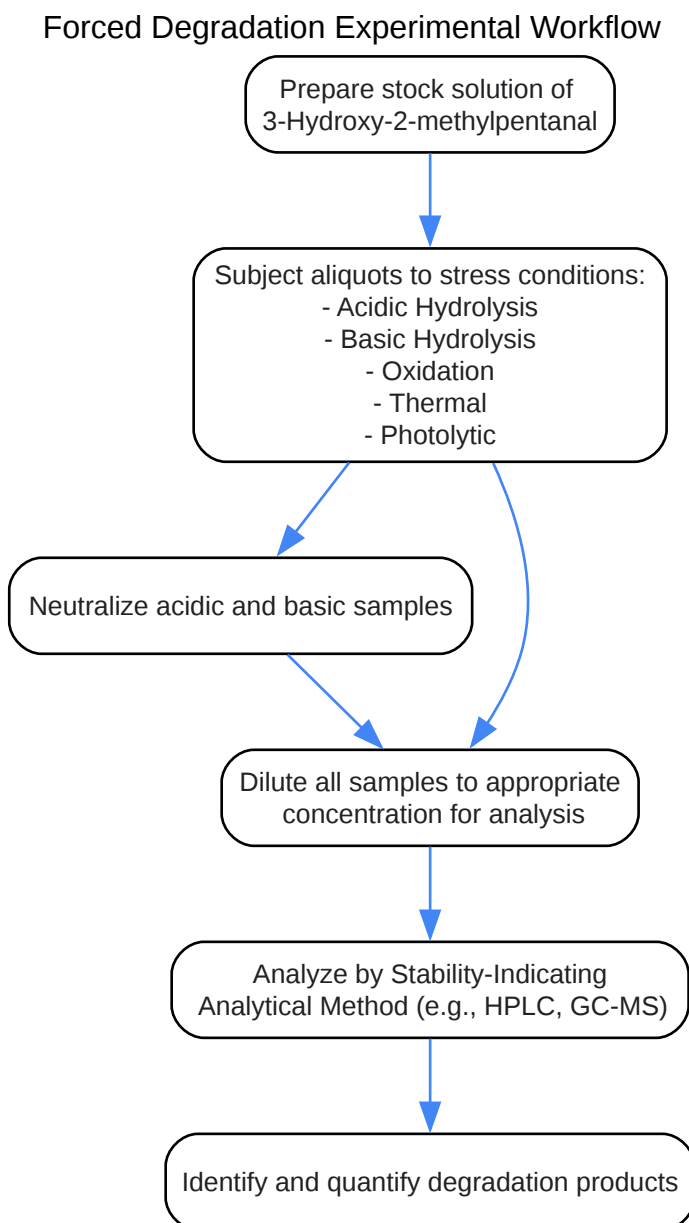 Forced Degradation Experimental Workflow
Prepare stock solution of
3-Hydroxy-2-methylpentanal
Subject aliquots to stress conditions:
- Acidic Hydrolysis
- Basic Hydrolysis
- Oxidation
- Thermal
- Photolytic
Neutralize acidic and basic samples
Dilute all samples to appropriate
concentration for analysis
Analyze by Stability-Indicating
Analytical Method (e.g., HPLC, GC-MS)
Identify and quantify degradation products